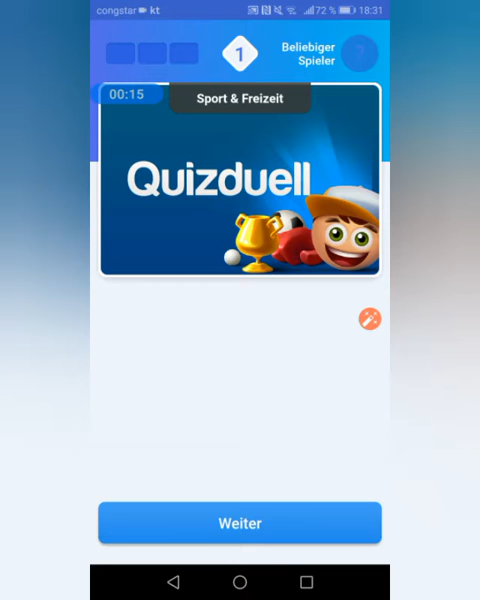 congstar kt 72 % 18:31
1
Beliebiger
Spieler
?
00:15
Sport & Freizeit
Quizduell
Weiter